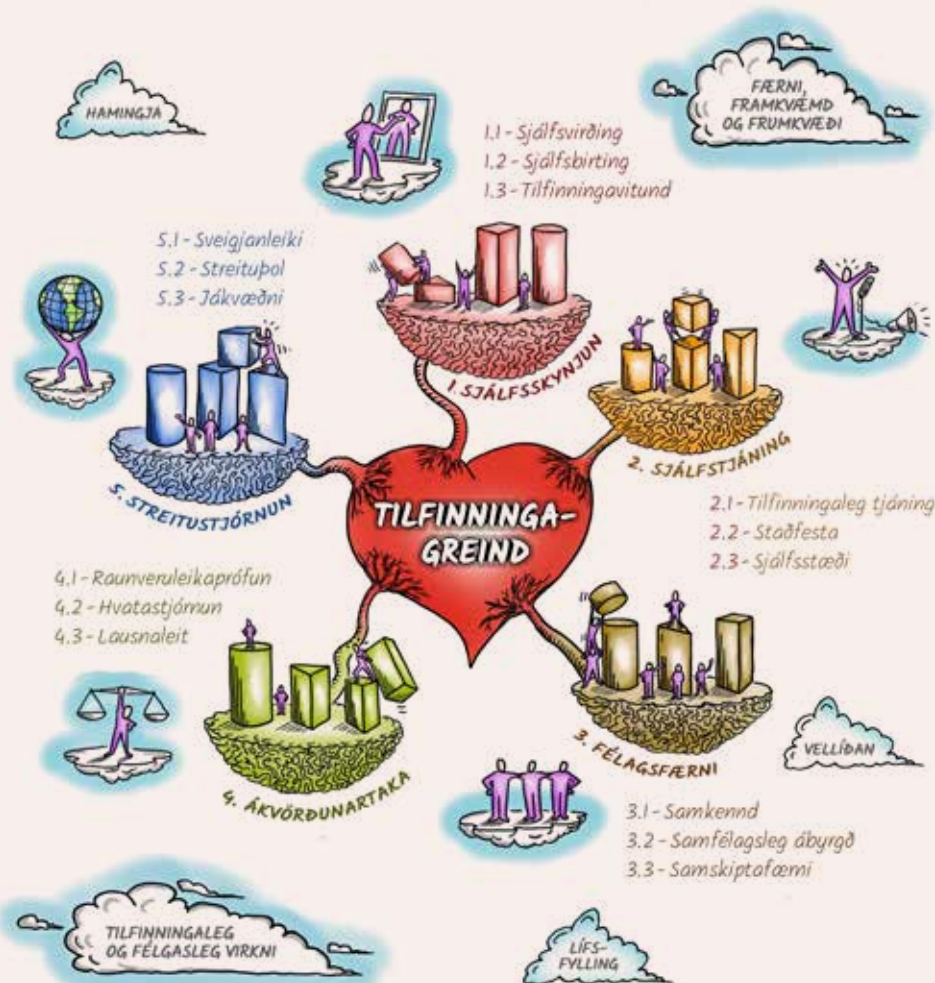 HAMINGJA
FÆRNI,
FRAMKVÆMD
OG FRUMKVÆÐI
1.1 - Sjálfsvirðing
1.2 - Sjálfsbirting
1.3 - Tilfinningavitund
5.1 - Sveigjanleiki
5.2 - Streituþol
5.3 - Jákvæðni
1. SJÁLFSSKYNJUN
2. SJÁLFSTJÁNING
5. STREITUSTJÓRNUN
TILFINNINGA-
GREIND
2.1 - Tilfinningaleg tjáning
2.2 - Staðfesta
2.3 - Sjálfsstæði
4.1 - Raunveruleikaprófun
4.2 - Hvatastjórnun
4.3 - Lausnaleit
3. FÉLAGSFÆRNI
VELLÍÐAN
4. ÁKVÖRÐUNARTAKA
3.1 - Samkennd
3.2 - Samfélagsleg ábyrgð
3.3 - Samskiptafærni
TILFINNINGALEG
OG FÉLGASLEG VIRKNI
LÍFS-
FYLLING